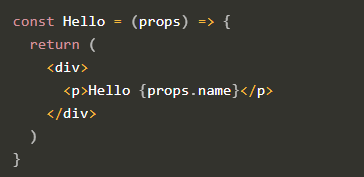 const Hello = (props) => {
  return (
    <div>
      <p>Hello {props.name}</p>
    </div>
  )
}